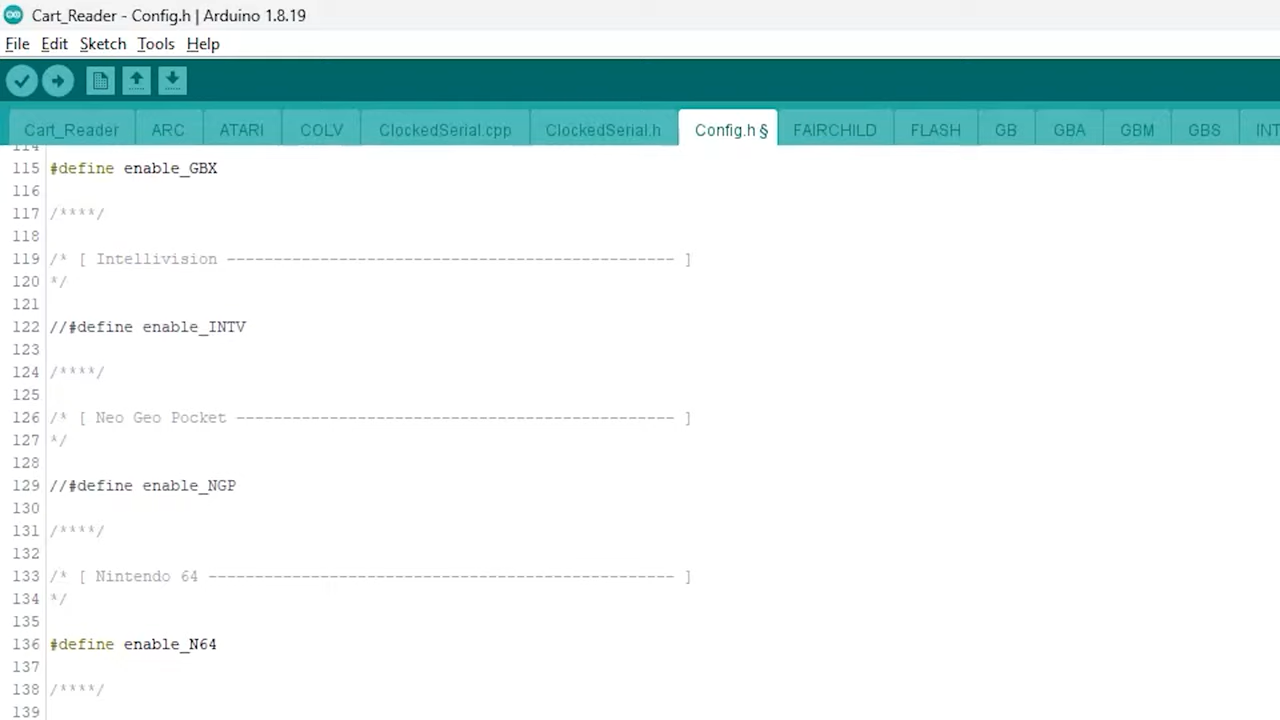 Cart_Reader - Config.h | Arduino 1.8.19
File Edit Sketch Tools Help
Cart_Reader ARC ATARI COLV ClockedSerial.cpp ClockedSerial.h Config.h § FAIRCHILD FLASH GB GBA GBM GBS INT
114
115 #define enable_GBX
116
117 /****/
118
119 /* [ Intellivision ------------------------------------------------ ]
120 */
121
122 //#define enable_INTV
123
124 /****/
125
126 /* [ Neo Geo Pocket ----------------------------------------------- ]
127 */
128
129 //#define enable_NGP
130
131 /****/
132
133 /* [ Nintendo 64 -------------------------------------------------- ]
134 */
135
136 #define enable_N64
137
138 /****/
139